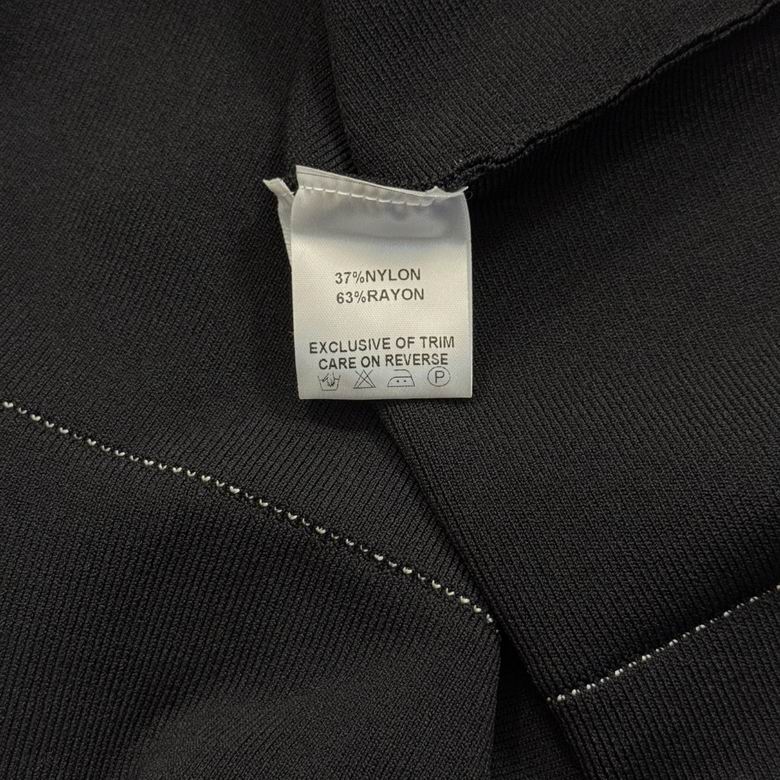 37%NYLON
63%RAYON
EXCLUSIVE OF TRIM
CARE ON REVERSE
P